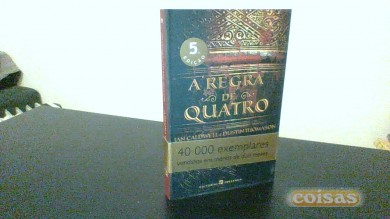 5.
EDIÇÃO
A REGRA
DE
QUATRO
IAN CALDWELL e DUSTIN THOMASON
40 000 exemplares
EDITORIAL PRESENÇA
coisas